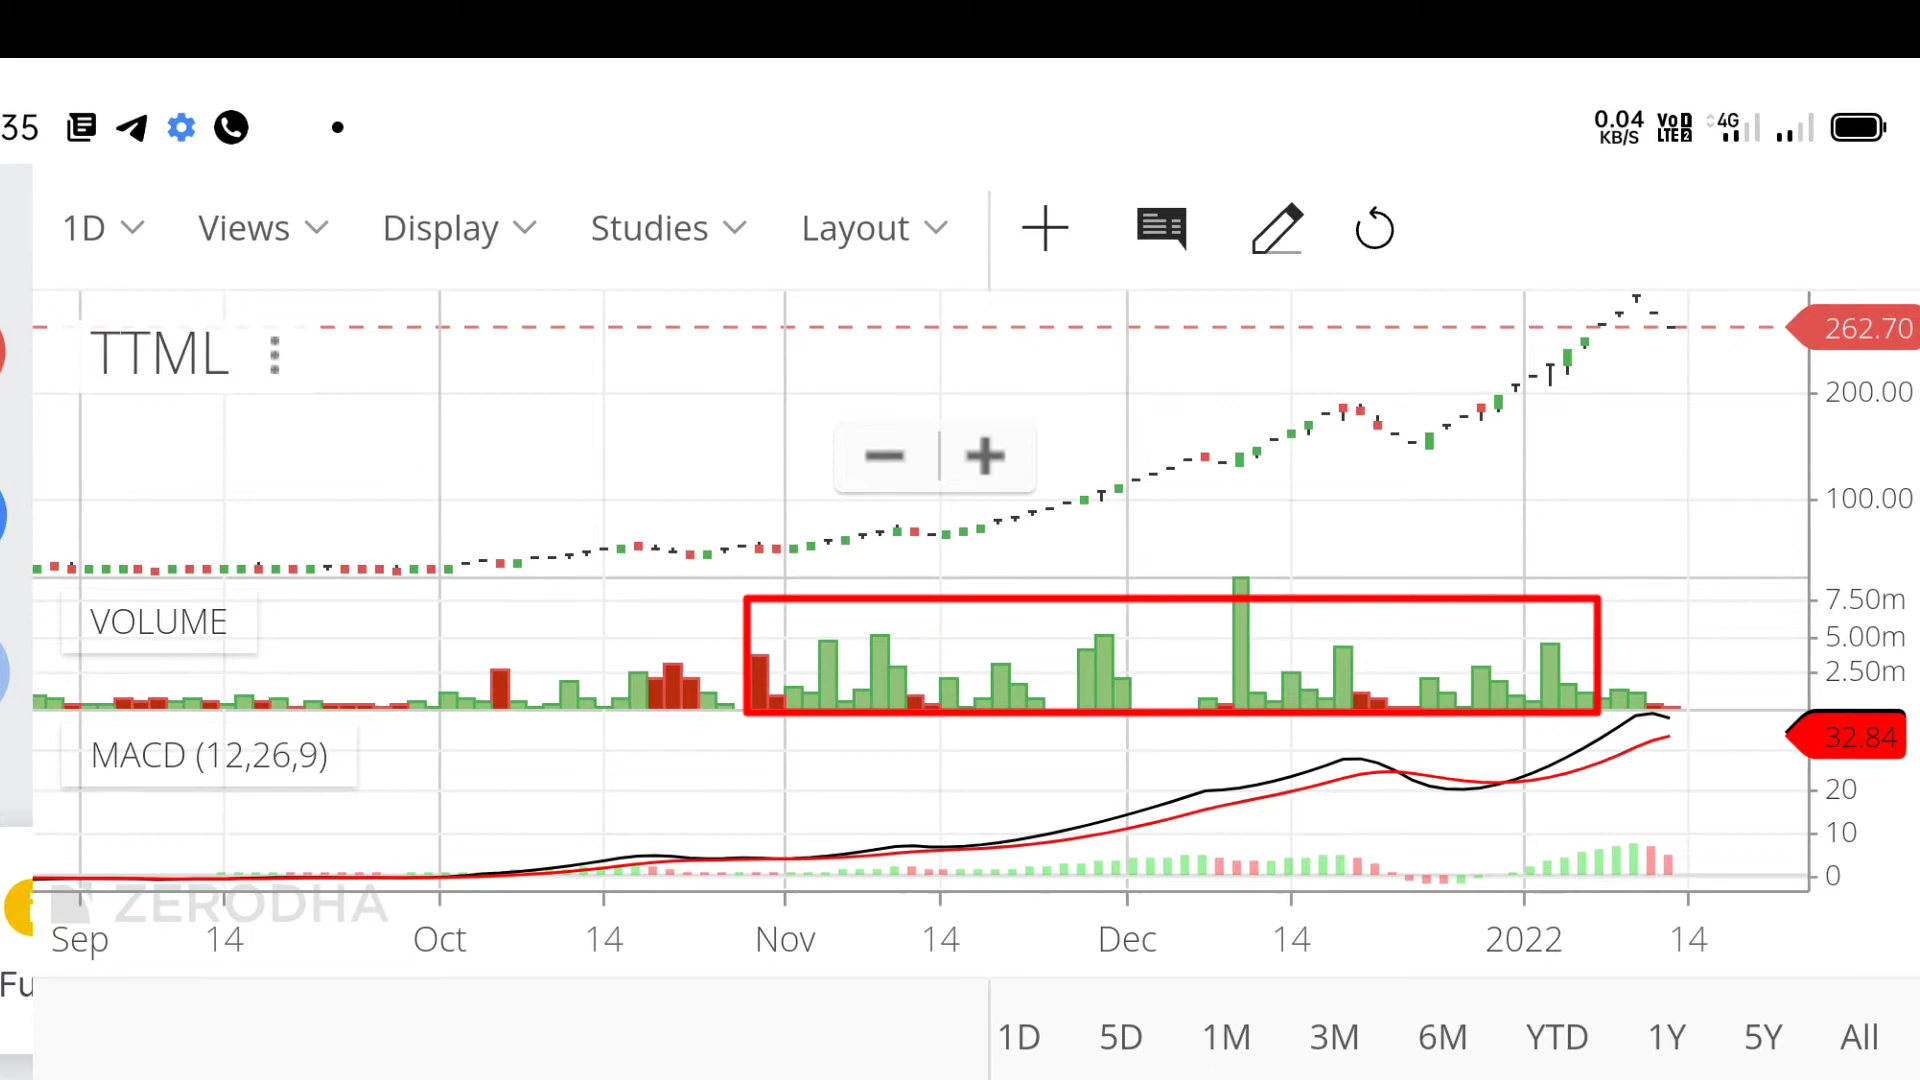 35
0.04
KB/S
VoD
LTE2
4G
1D Views Display Studies Layout
TTML
262.70
200.00
100.00
VOLUME
7.50m
5.00m
2.50m
MACD (12,26,9)
32.84
20
10
0
ZERODHA
Sep 14 Oct 14 Nov 14 Dec 14 2022 14
Fu
1D 5D 1M 3M 6M YTD 1Y 5Y All